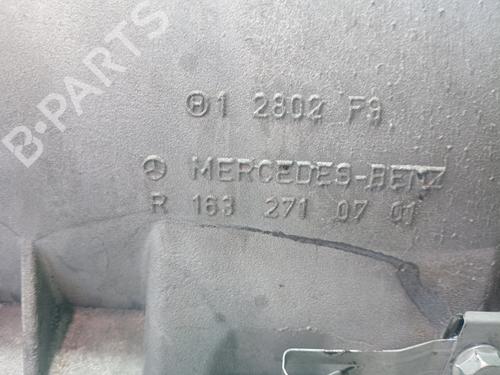 B-PARTS
H 1 2802 F9
MERCEDES-BENZ
R 163 271 07 01